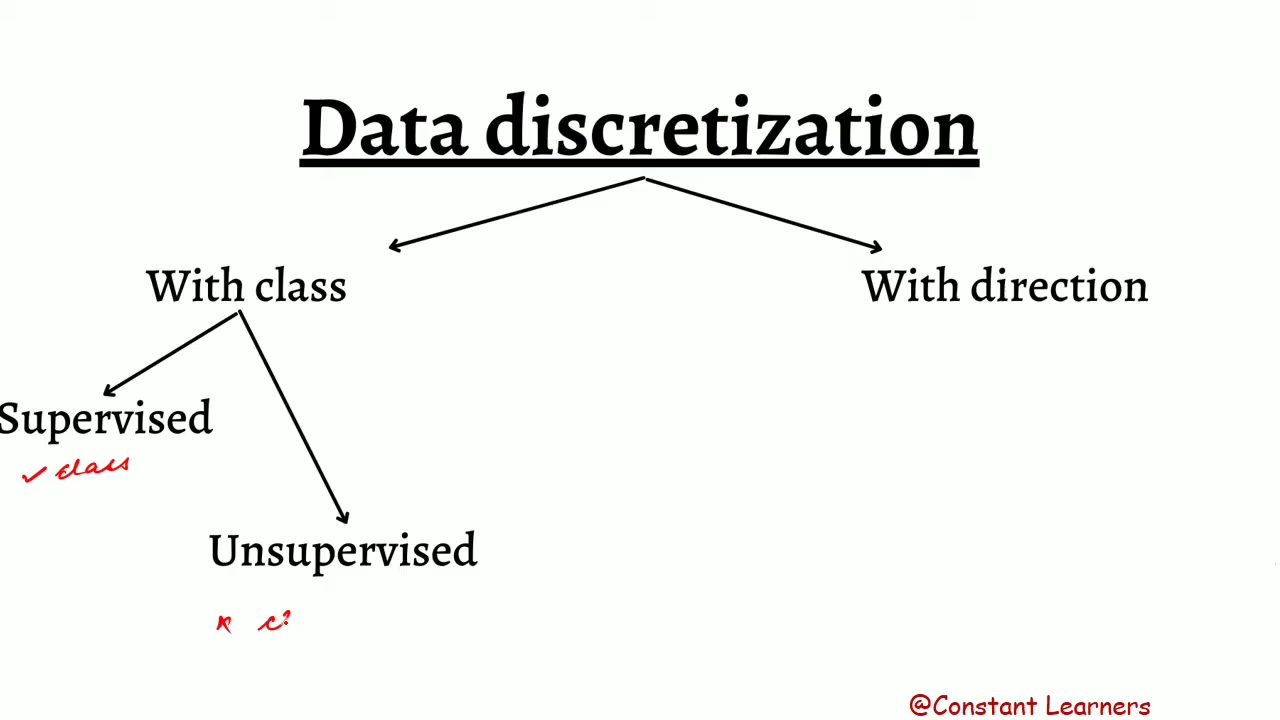 Data discretization
With class
With direction
Supervised
✓ class
Unsupervised
@Constant Learners